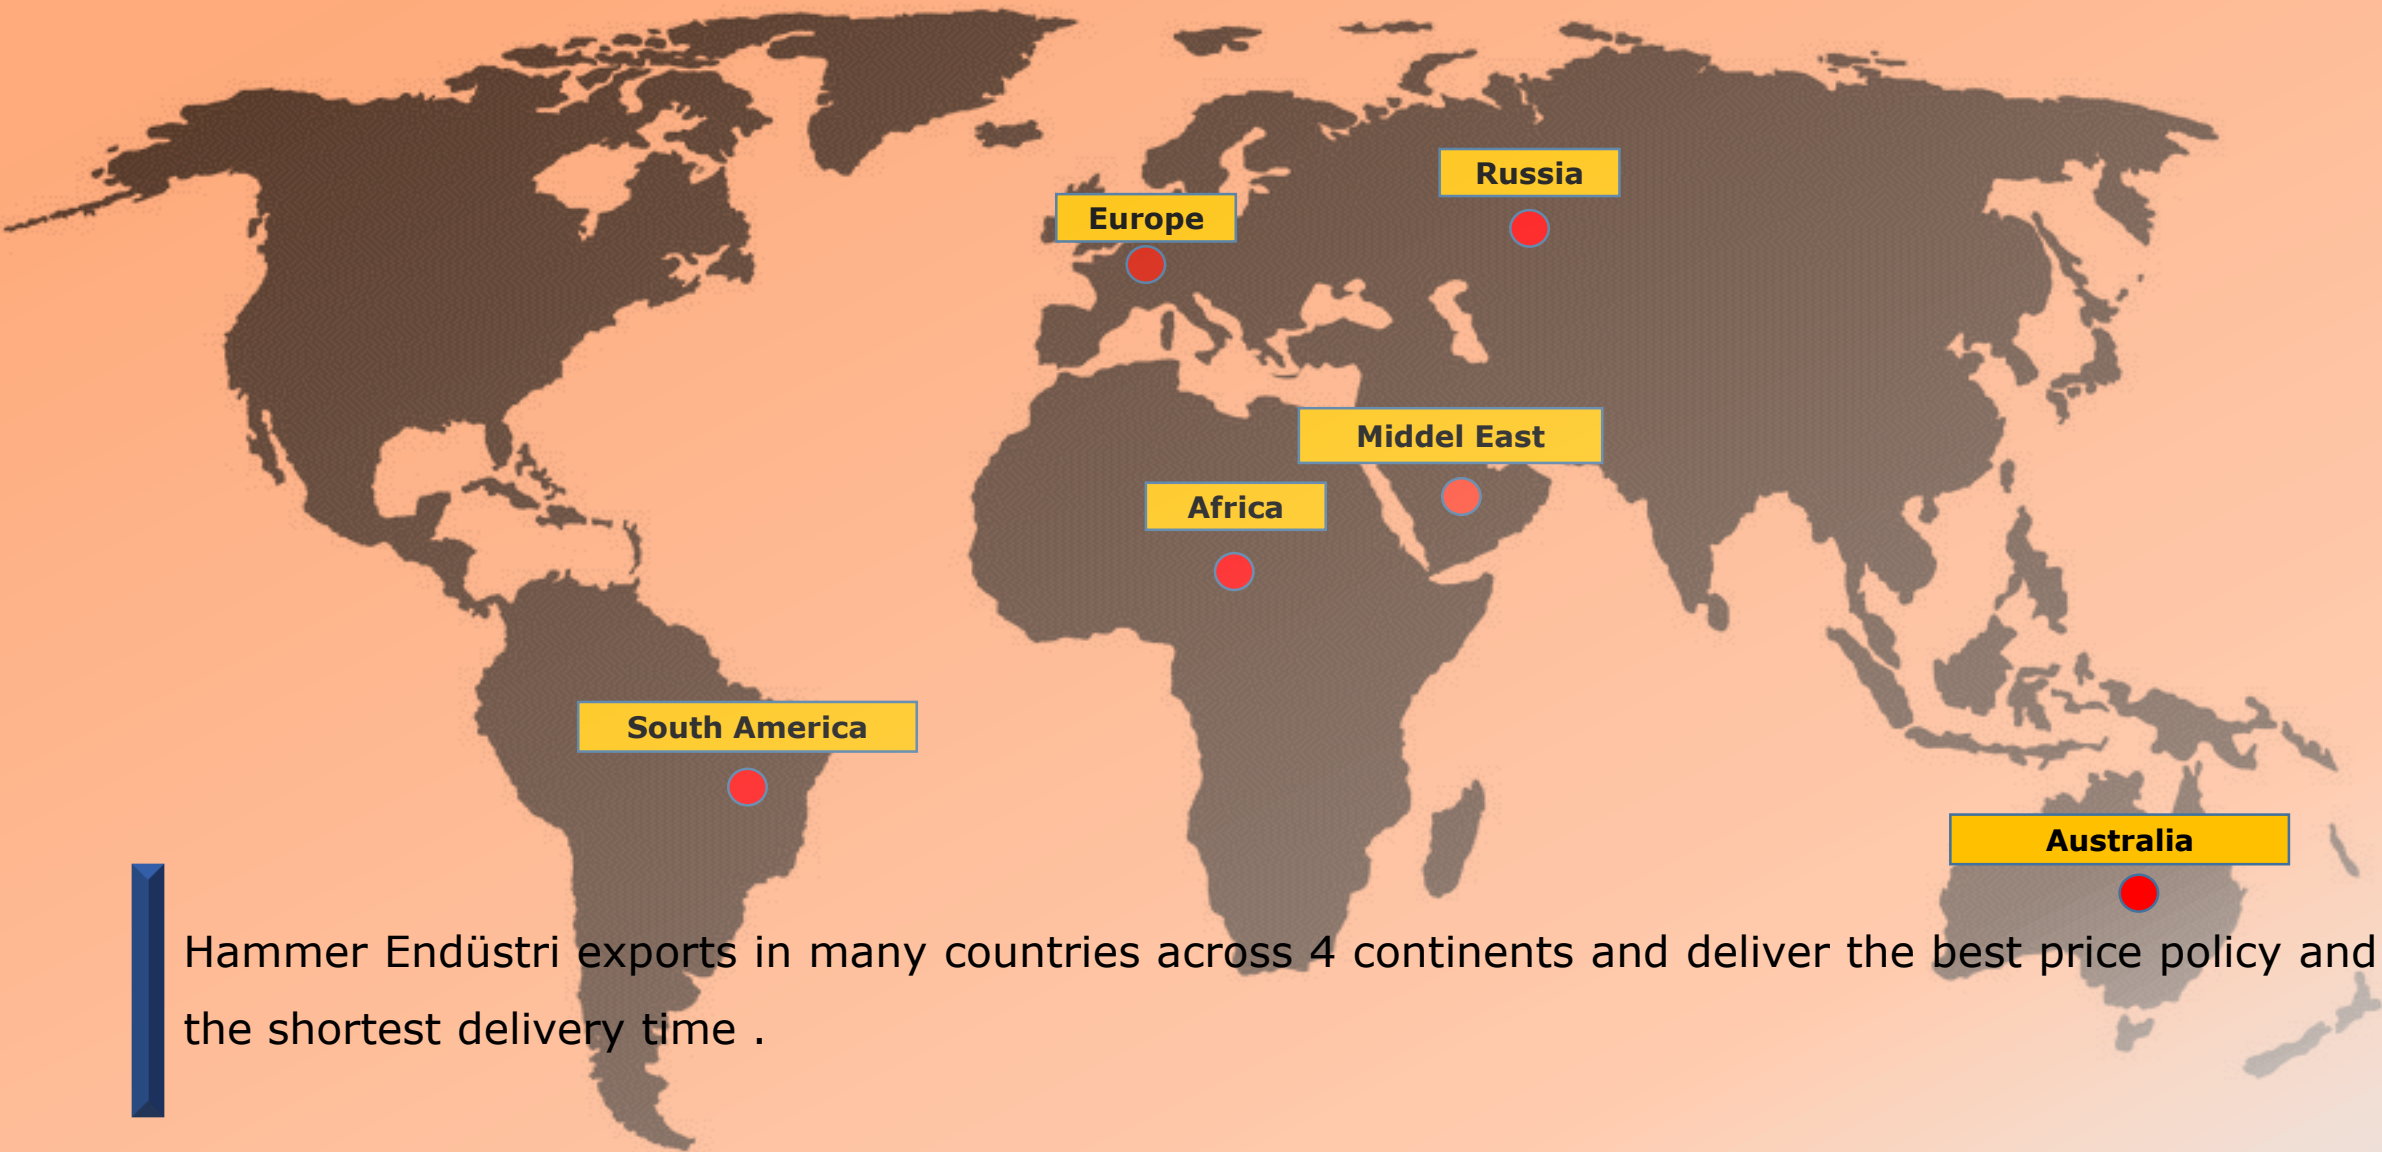 Russia
Europe
Middel East
Africa
South America
Australia
Hammer Endüstri exports in many countries across 4 continents and deliver the best price policy and
the shortest delivery time .